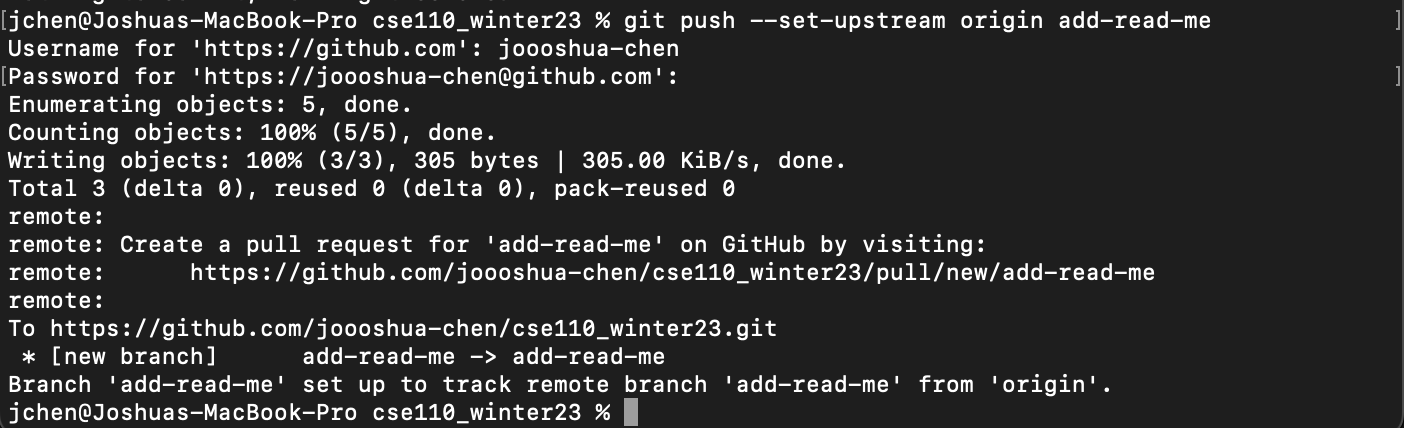 [jchen@Joshuas-MacBook-Pro cse110_winter23 % git push --set-upstream origin add-read-me ]
Username for 'https://github.com': joooshua-chen
[Password for 'https://joooshua-chen@github.com': ]
Enumerating objects: 5, done.
Counting objects: 100% (5/5), done.
Writing objects: 100% (3/3), 305 bytes | 305.00 KiB/s, done.
Total 3 (delta 0), reused 0 (delta 0), pack-reused 0
remote:
remote: Create a pull request for 'add-read-me' on GitHub by visiting:
remote:      https://github.com/joooshua-chen/cse110_winter23/pull/new/add-read-me
remote:
To https://github.com/joooshua-chen/cse110_winter23.git
 * [new branch]      add-read-me -> add-read-me
Branch 'add-read-me' set up to track remote branch 'add-read-me' from 'origin'.
jchen@Joshuas-MacBook-Pro cse110_winter23 %